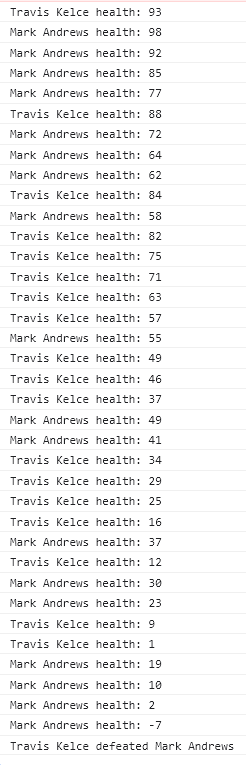 Travis Kelce health: 93
Mark Andrews health: 98
Mark Andrews health: 92
Mark Andrews health: 85
Mark Andrews health: 77
Travis Kelce health: 88
Mark Andrews health: 72
Mark Andrews health: 64
Mark Andrews health: 62
Travis Kelce health: 84
Mark Andrews health: 58
Travis Kelce health: 82
Travis Kelce health: 75
Travis Kelce health: 71
Travis Kelce health: 63
Travis Kelce health: 57
Mark Andrews health: 55
Travis Kelce health: 49
Travis Kelce health: 46
Travis Kelce health: 37
Mark Andrews health: 49
Mark Andrews health: 41
Travis Kelce health: 34
Travis Kelce health: 29
Travis Kelce health: 25
Travis Kelce health: 16
Mark Andrews health: 37
Travis Kelce health: 12
Mark Andrews health: 30
Mark Andrews health: 23
Travis Kelce health: 9
Travis Kelce health: 1
Mark Andrews health: 19
Mark Andrews health: 10
Mark Andrews health: 2
Mark Andrews health: -7
Travis Kelce defeated Mark Andrews